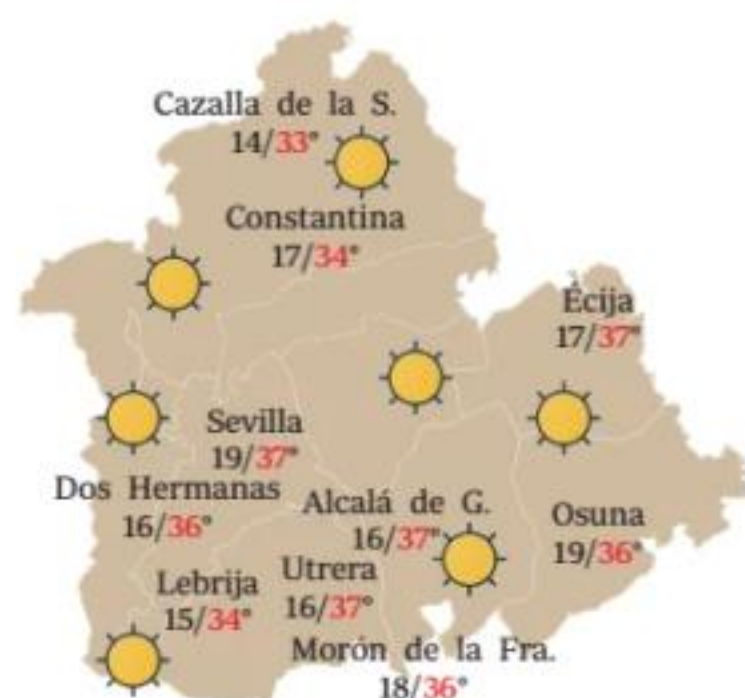 Cazalla de la S.
14/33°
Constantina
17/34°
Écija
17/37°
Sevilla
19/37°
Dos Hermanas
16/36°
Alcalá de G.
16/37°
Osuna
19/36°
Utrera
16/37°
Lebrija
15/34°
Morón de la Fra.
18/36°